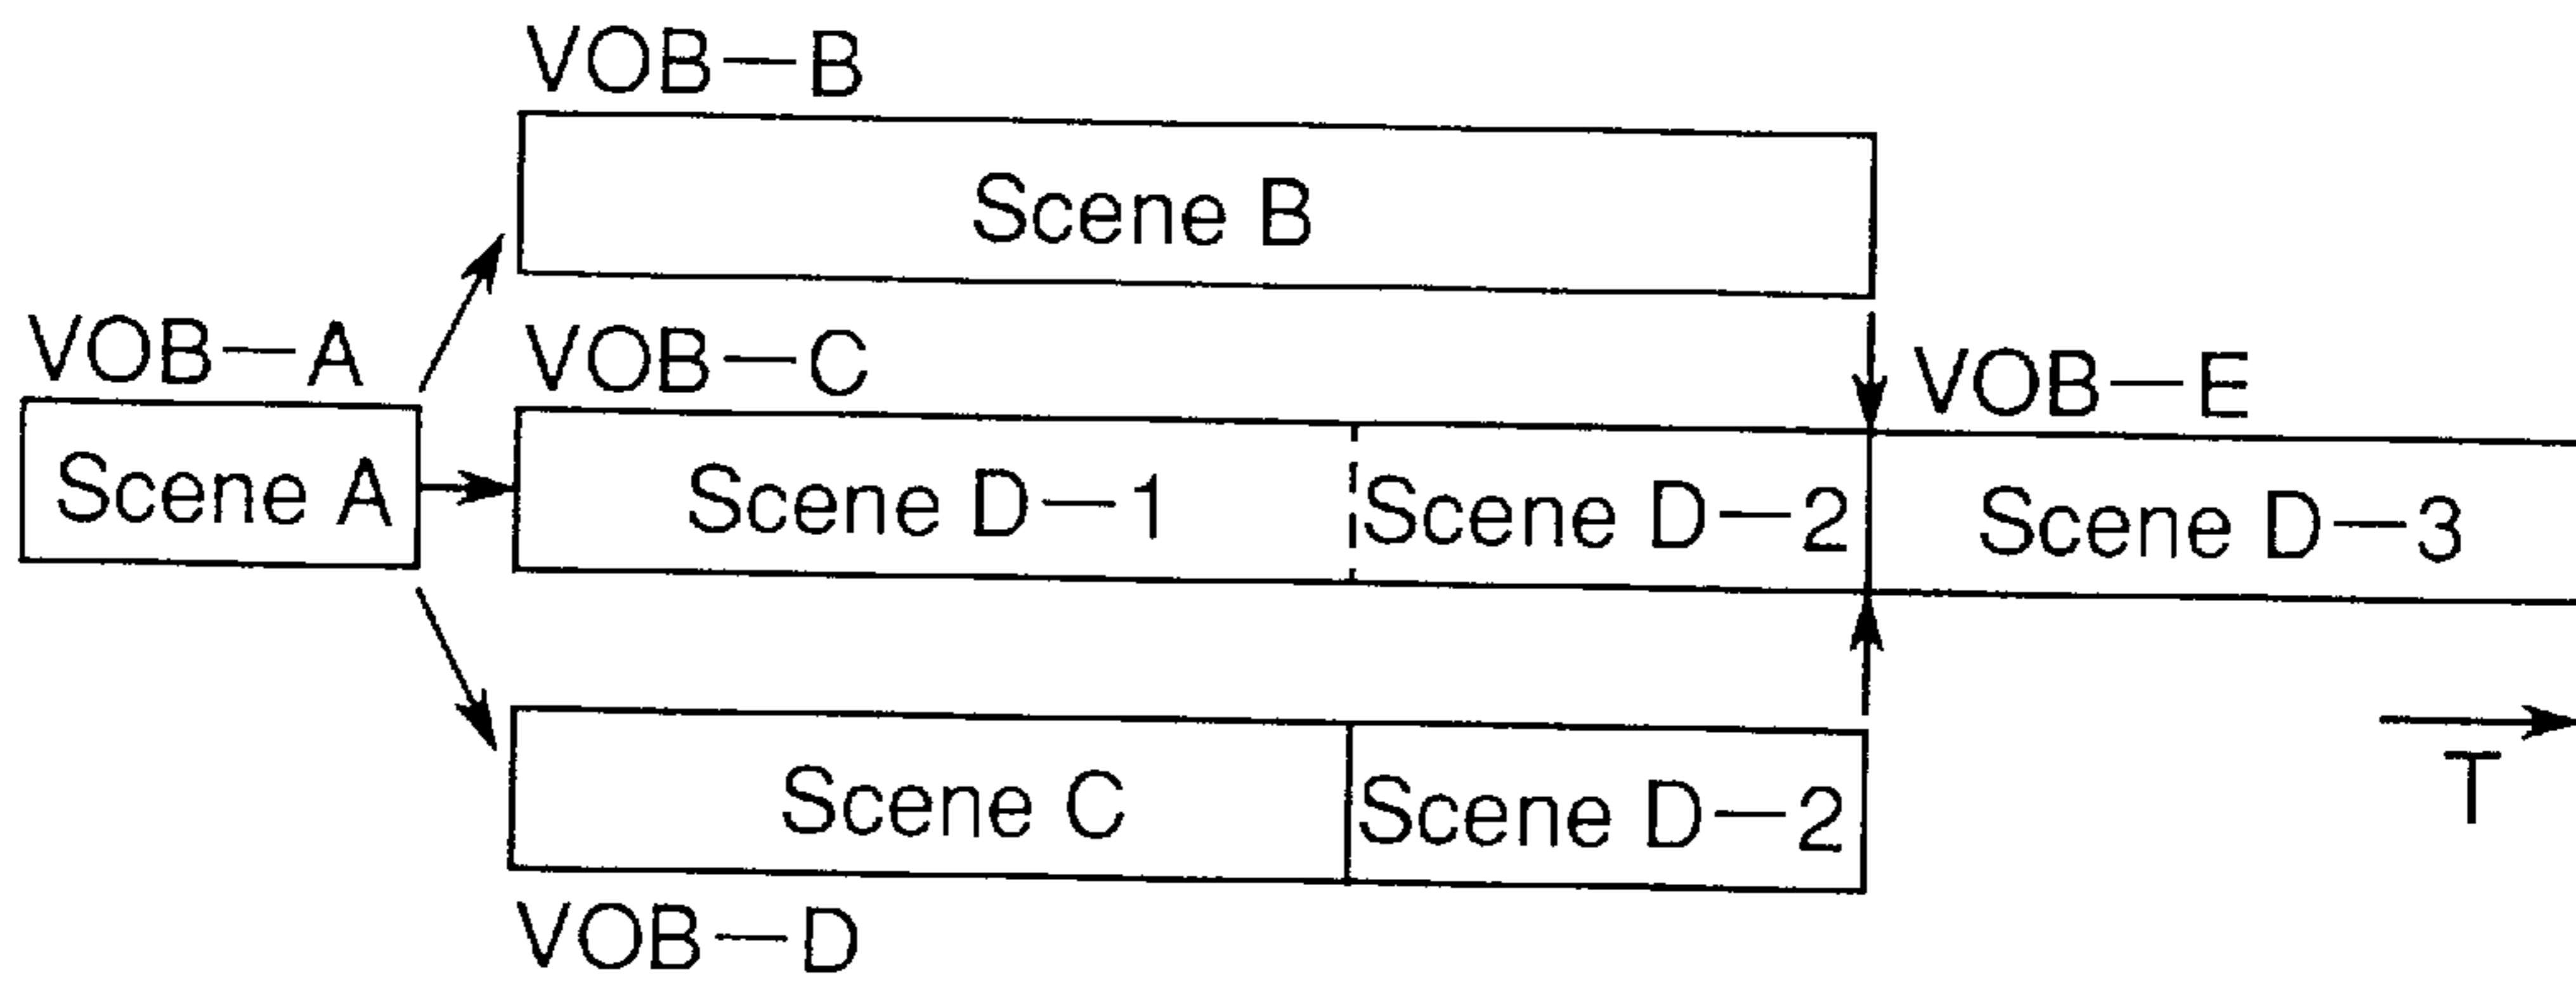 VOB—B
Scene B
VOB—A
VOB—C
VOB—E
Scene A
Scene D—1
Scene D—2
Scene D—3
Scene C
Scene D—2
T
VOB—D